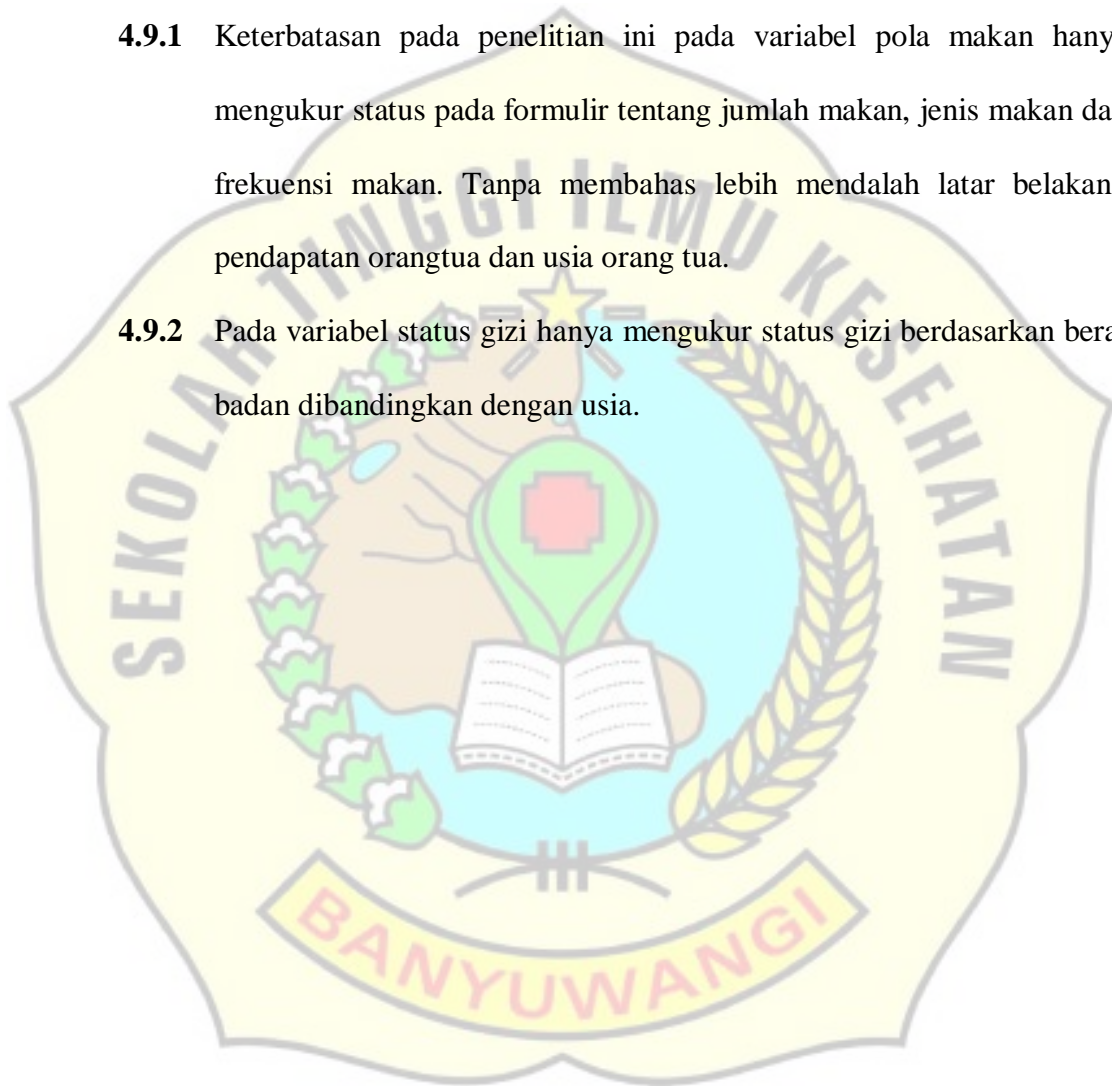 4.9.1 Keterbatasan pada penelitian ini pada variabel pola makan hany
mengukur status pada formulir tentang jumlah makan, jenis makan da
frekuensi makan. Tanpa membahas lebih mendalah latar belakan
pendapatan orangtua dan usia orang tua.
4.9.2 Pada variabel status gizi hanya mengukur status gizi berdasarkan bera
badan dibandingkan dengan usia.
SEKOLAH TINGGI ILMU KESEHATAN
BANYUWANGI